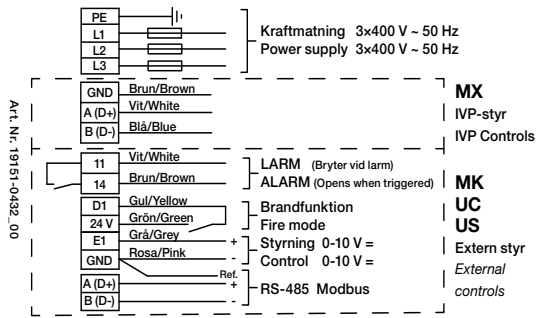 PE
L1
L2
L3
Kraftmatning 3×400 V ~ 50 Hz
Power supply 3×400 V ~ 50 Hz
GND Brun/Brown
A (D+) Vit/White
B (D-) Blå/Blue
MX
IVP-styr
IVP Controls
Art. Nr. 19151-0432_00
11 Vit/White
14 Brun/Brown
LARM (Bryter vid larm)
ALARM (Opens when triggered)
D1 Gul/Yellow
24 V Grön/Green
Brandfunktion
Fire mode
E1 Grå/Grey +
GND Rosa/Pink -
Styrning 0-10 V =
Control 0-10 V =
Ref.
A (D+) +
B (D-) -
RS-485 Modbus
MK
UC
US
Extern styr
External
controls